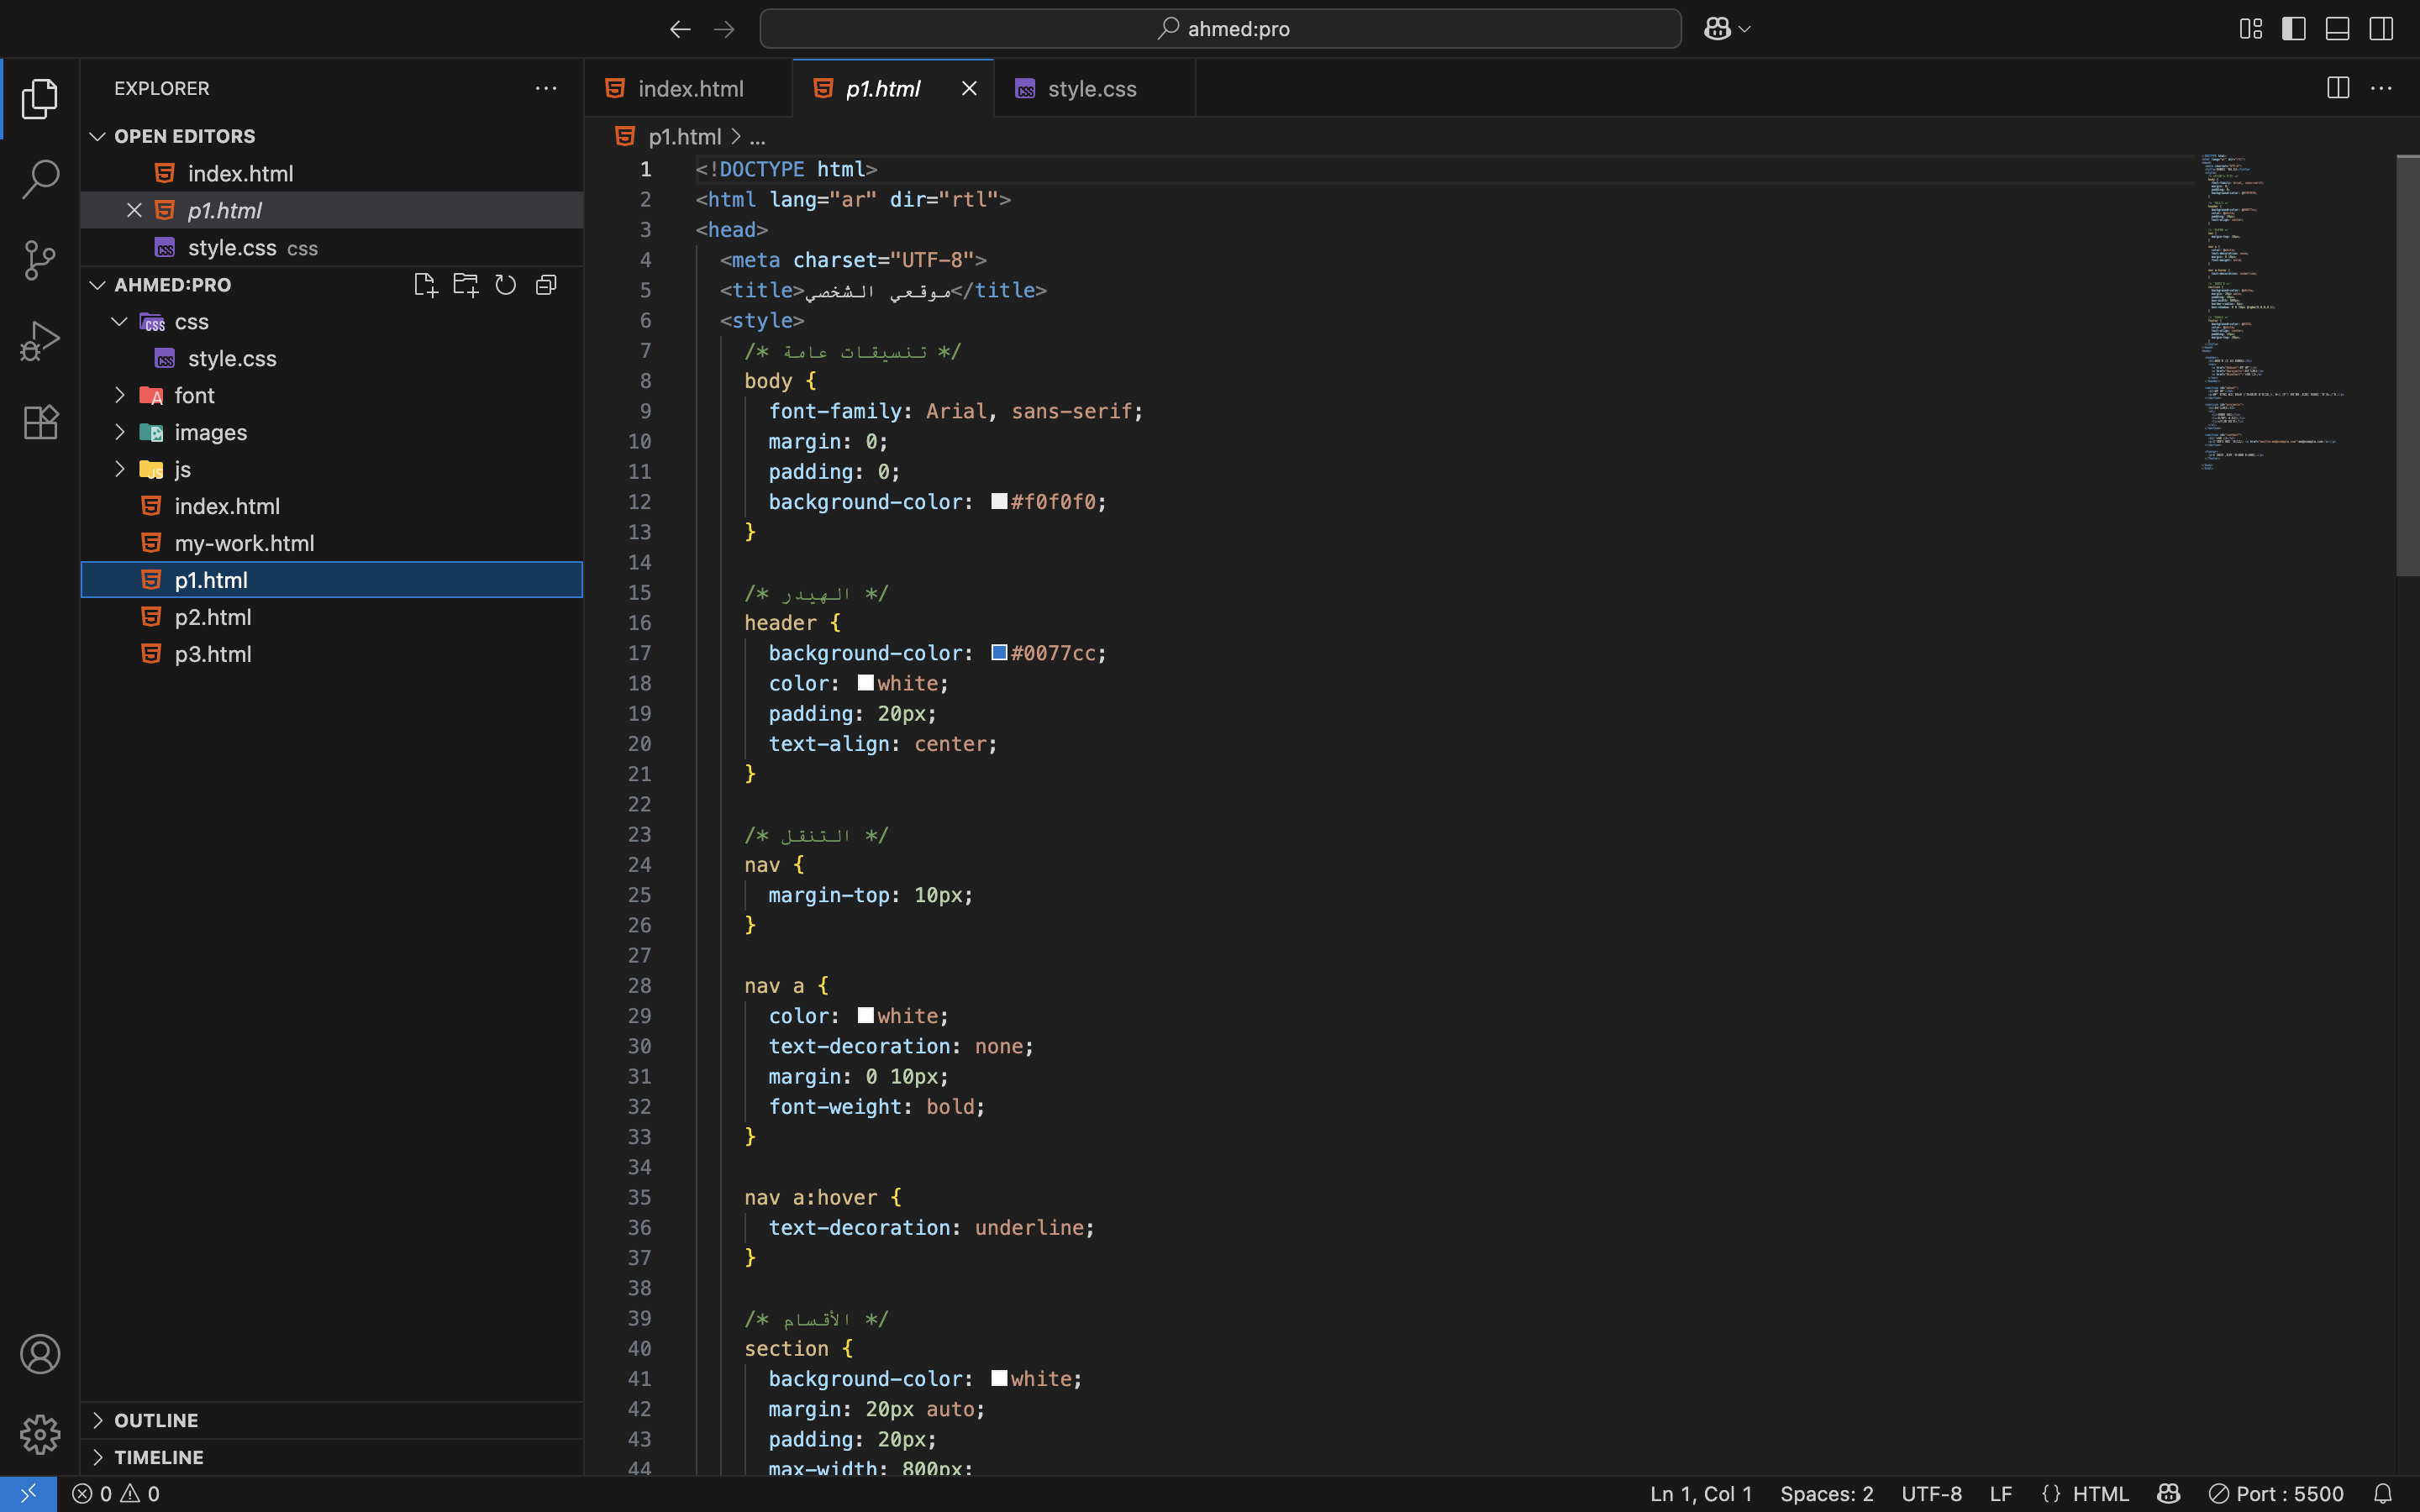 ahmed:pro
EXPLORER
OPEN EDITORS
index.html
p1.html
style.css css
AHMED:PRO
css
style.css
font
images
js
index.html
my-work.html
p1.html
p2.html
p3.html
OUTLINE
TIMELINE
index.html
p1.html
style.css
p1.html > ...
1 <!DOCTYPE html>
2 <html lang="ar" dir="rtl">
3 <head>
4 <meta charset="UTF-8">
5 <title>موقعي الشخصي</title>
6 <style>
7 /* تنسيقات عامة */
8 body {
9 font-family: Arial, sans-serif;
10 margin: 0;
11 padding: 0;
12 background-color: #f0f0f0;
13 }
14
15 /* الهيدر */
16 header {
17 background-color: #0077cc;
18 color: white;
19 padding: 20px;
20 text-align: center;
21 }
22
23 /* التنقل */
24 nav {
25 margin-top: 10px;
26 }
27
28 nav a {
29 color: white;
30 text-decoration: none;
31 margin: 0 10px;
32 font-weight: bold;
33 }
34
35 nav a:hover {
36 text-decoration: underline;
37 }
38
39 /* الأقسام */
40 section {
41 background-color: white;
42 margin: 20px auto;
43 padding: 20px;
44 max-width: 800px;
0 0
Ln 1, Col 1 Spaces: 2 UTF-8 LF {} HTML Port : 5500